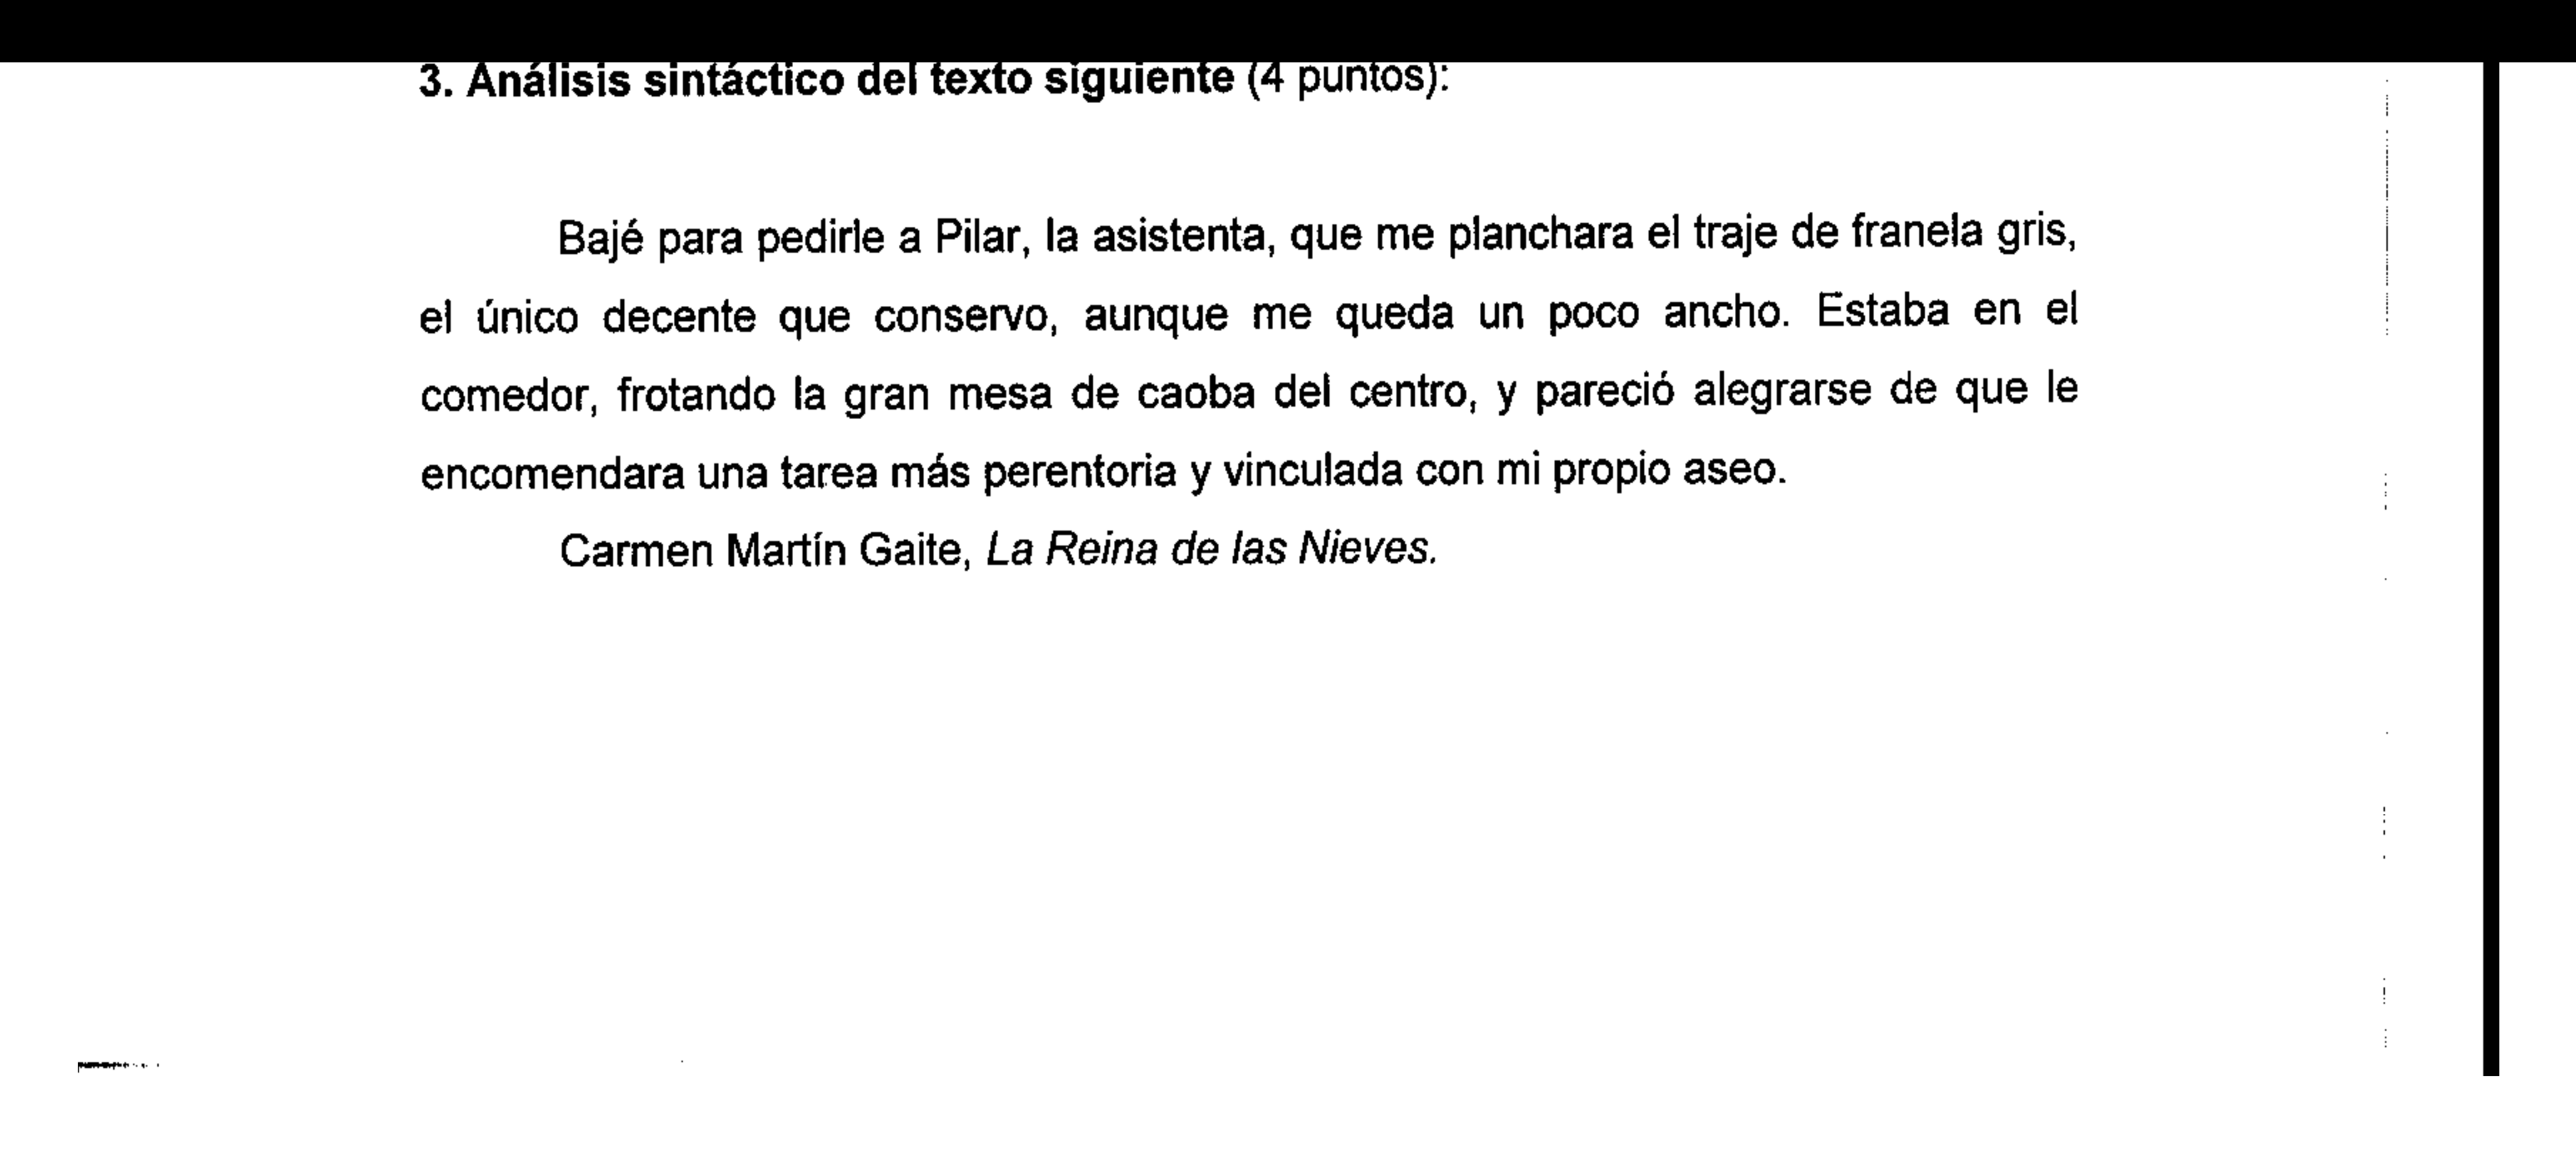 3. Análisis sintáctico del texto siguiente (4 puntos):
Bajé para pedirle a Pilar, la asistenta, que me planchara el traje de franela gris,
el único decente que conservo, aunque me queda un poco ancho. Estaba en el
comedor, frotando la gran mesa de caoba del centro, y pareció alegrarse de que le
encomendara una tarea más perentoria y vinculada con mi propio aseo.
Carmen Martín Gaite, La Reina de las Nieves.